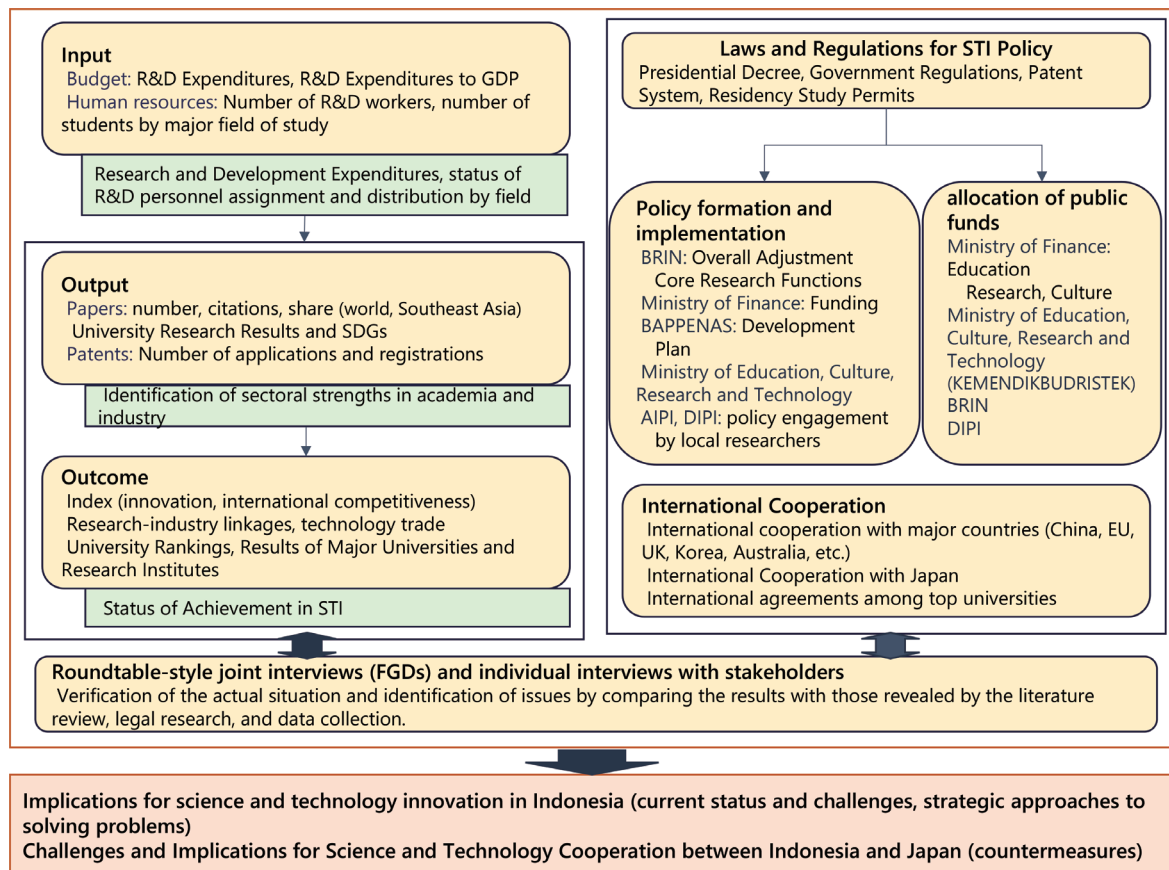 Input
Budget: R&D Expenditures, R&D Expenditures to GDP
Human resources: Number of R&D workers, number of
students by major field of study
Research and Development Expenditures, status of
R&D personnel assignment and distribution by field
Output
Papers: number, citations, share (world, Southeast Asia)
University Research Results and SDGs
Patents: Number of applications and registrations
Identification of sectoral strengths in academia and
industry
Outcome
Index (innovation, international competitiveness)
Research-industry linkages, technology trade
University Rankings, Results of Major Universities and
Research Institutes
Status of Achievement in STI
Laws and Regulations for STI Policy
Presidential Decree, Government Regulations, Patent
System, Residency Study Permits
Policy formation and
implementation
BRIN: Overall Adjustment
Core Research Functions
Ministry of Finance: Funding
BAPPENAS: Development
Plan
Ministry of Education, Culture,
Research and Technology
AIPI, DIPI: policy engagement
by local researchers
allocation of public
funds
Ministry of Finance:
Education
Research, Culture
Ministry of Education,
Culture, Research and
Technology
(KEMENDIKBUDRISTEK)
BRIN
DIPI
International Cooperation
International cooperation with major countries (China, EU,
UK, Korea, Australia, etc.)
International Cooperation with Japan
International agreements among top universities
Roundtable-style joint interviews (FGDs) and individual interviews with stakeholders
Verification of the actual situation and identification of issues by comparing the results with those revealed by the literature
review, legal research, and data collection.
Implications for science and technology innovation in Indonesia (current status and challenges, strategic approaches to
solving problems)
Challenges and Implications for Science and Technology Cooperation between Indonesia and Japan (countermeasures)